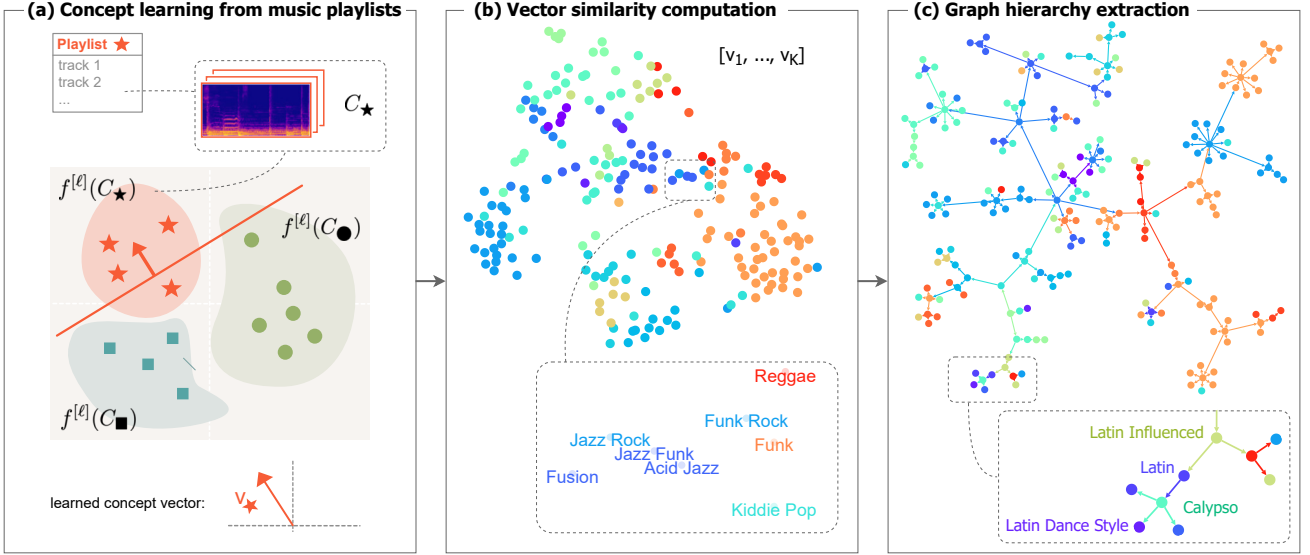 (a) Concept learning from music playlists
Playlist ★
track 1
track 2
...
C★
f[ℓ](C★)
f[ℓ](C●)
f[ℓ](C■)
learned concept vector:
V★
(b) Vector similarity computation
[v1, ..., vK]
Reggae
Funk Rock
Jazz Rock
Funk
Jazz Funk
Acid Jazz
Fusion
Kiddie Pop
(c) Graph hierarchy extraction
Latin Influenced
Latin
Calypso
Latin Dance Style